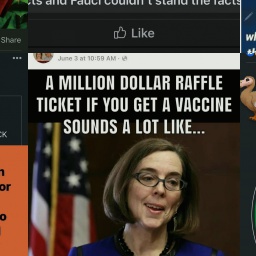 cts and Fauci couldn't stand the facts
Like
Share
June 3 at 10:59 AM
A MILLION DOLLAR RAFFLE
TICKET IF YOU GET A VACCINE
SOUNDS A LOT LIKE...
CK
n
or
o